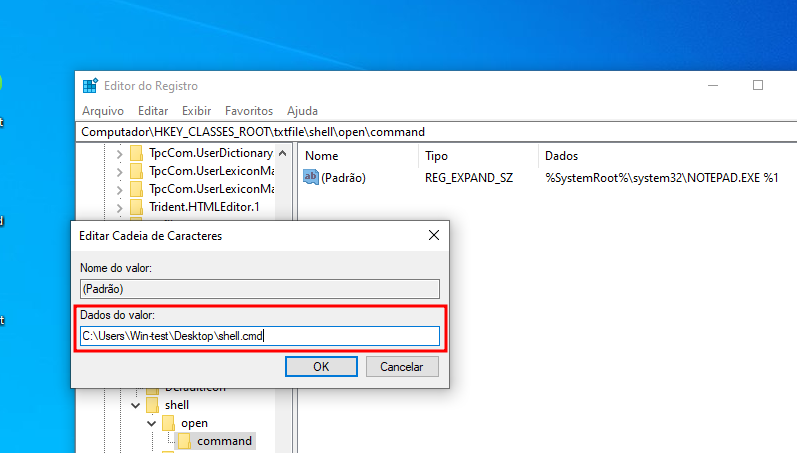 Editor do Registro
Arquivo Editar Exibir Favoritos Ajuda
Computador\HKEY_CLASSES_ROOT\txtfile\shell\open\command
TpcCom.UserDictionary
TpcCom.UserLexiconMa
TpcCom.UserLexiconMa
Trident.HTMLEditor.1
Nome Tipo Dados
ab (Padrão) REG_EXPAND_SZ %SystemRoot%\system32\NOTEPAD.EXE %1
Editar Cadeia de Caracteres
Nome do valor:
(Padrão)
Dados do valor:
C:\Users\Win-test\Desktop\shell.cmd
OK Cancelar
DefaultIcon
shell
open
command